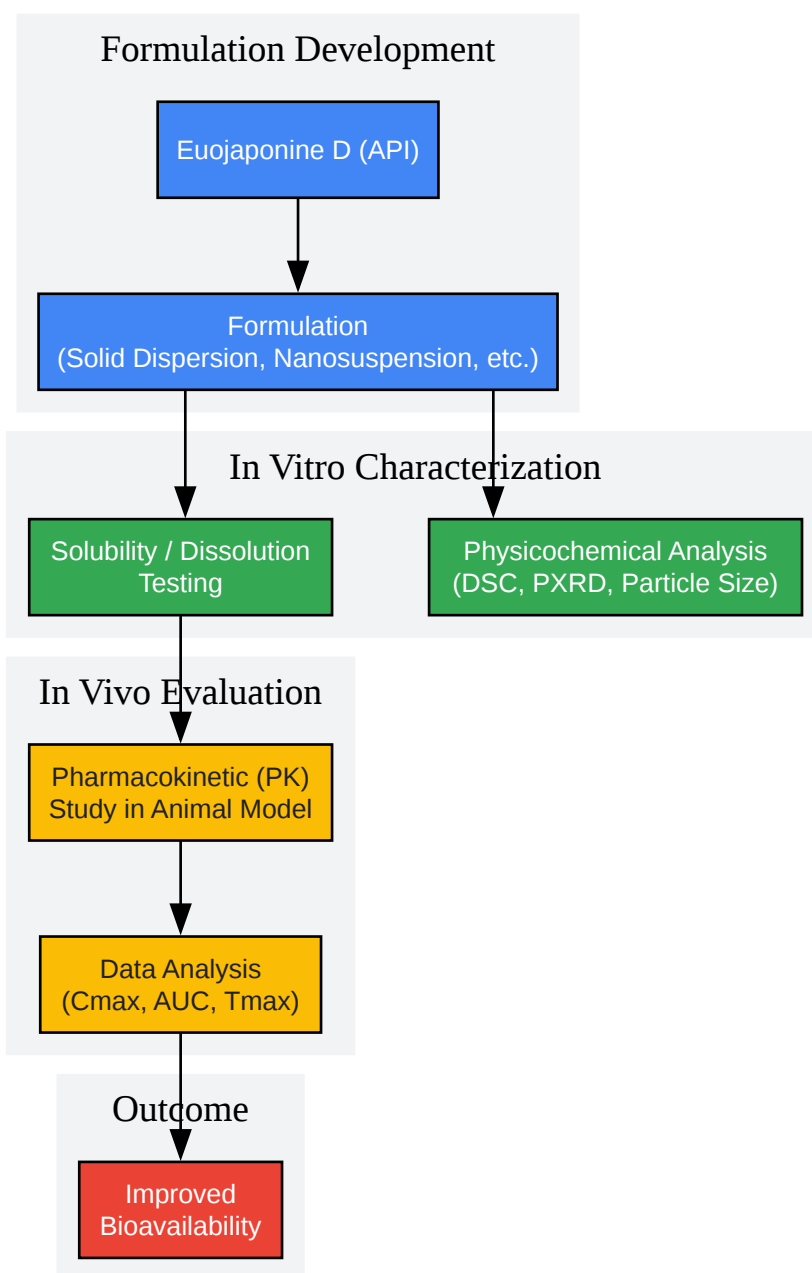 Formulation Development
Euojaponine D (API)
Formulation
(Solid Dispersion, Nanosuspension, etc.)
In Vitro Characterization
Solubility / Dissolution
Testing
Physicochemical Analysis
(DSC, PXRD, Particle Size)
In Vivo Evaluation
Pharmacokinetic (PK)
Study in Animal Model
Data Analysis
(Cmax, AUC, Tmax)
Outcome
Improved
Bioavailability